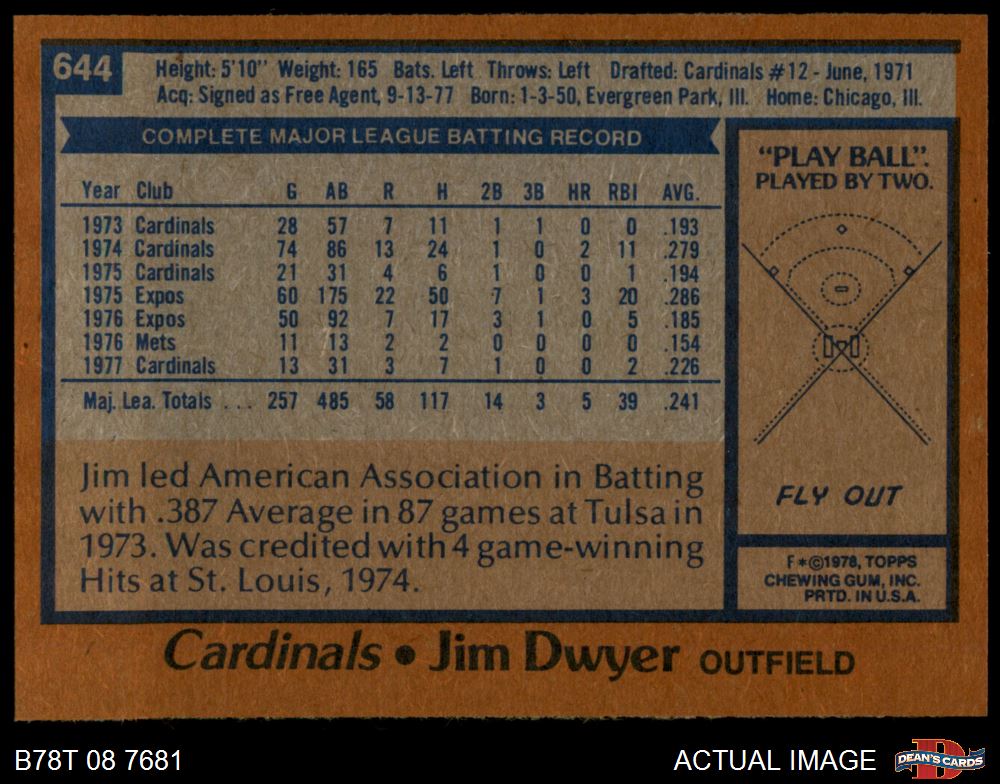 644
Height: 5'10" Weight: 165 Bats. Left Throws: Left Drafted: Cardinals #12 - June, 1971
Acq: Signed as Free Agent, 9-13-77 Born: 1-3-50, Evergreen Park, Ill. Home: Chicago, Ill.
COMPLETE MAJOR LEAGUE BATTING RECORD
Year Club G AB R H 2B 3B HR RBI AVG.
1973 Cardinals 28 57 7 11 1 1 0 0 .193
1974 Cardinals 74 86 13 24 1 0 2 11 .279
1975 Cardinals 21 31 4 6 1 0 0 1 .194
1975 Expos 60 175 22 50 7 1 3 20 .286
1976 Expos 50 92 7 17 3 1 0 5 .185
1976 Mets 11 13 2 2 0 0 0 0 .154
1977 Cardinals 13 31 3 7 1 0 0 2 .226
Maj. Lea. Totals . . . 257 485 58 117 14 3 5 39 .241
Jim led American Association in Batting
with .387 Average in 87 games at Tulsa in
1973. Was credited with 4 game-winning
Hits at St. Louis, 1974.
"PLAY BALL".
PLAYED BY TWO.
FLY OUT
F*©1978, TOPPS
CHEWING GUM, INC.
PRTD. IN U.S.A.
Cardinals • Jim Dwyer OUTFIELD
B78T 08 7681 ACTUAL IMAGE
D
DEAN'S CARDS